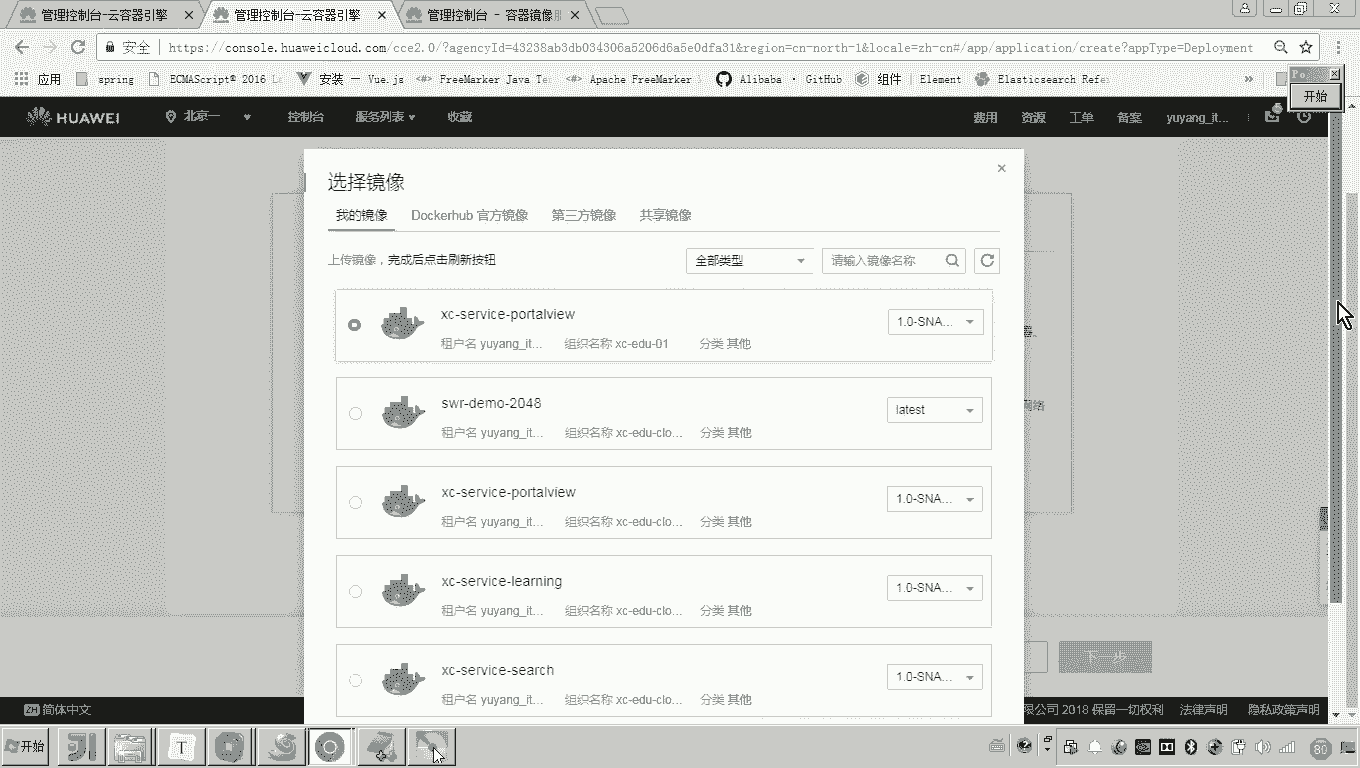 管理控制台-云容器引擎
管理控制台-云容器引擎
管理控制台 - 容器镜像服
安全 https://console.huaweicloud.com/cce2.0/?agencyId=43238ab3db034306a5206d6a5e0dfa31&region=cn-north-1&locale=zh-cn#/app/application/create?appType=Deployment
应用 spring ECMAScript® 2016 安装 — Vue.js FreeMarker Java Te Apache FreeMarker Alibaba · GitHub 组件 | Element Elasticsearch Refe »
开始
HUAWEI 北京一 控制台 服务列表 收藏 费用 资源 工单 备案 yuyang_it...
选择镜像
我的镜像 Dockerhub 官方镜像 第三方镜像 共享镜像
上传镜像，完成后点击刷新按钮 全部类型 请输入镜像名称
xc-service-portalview 1.0-SNA...
租户名 yuyang_it... 组织名称 xc-edu-01 分类 其他
swr-demo-2048 latest
租户名 yuyang_it... 组织名称 xc-edu-clo... 分类 其他
xc-service-portalview 1.0-SNA...
租户名 yuyang_it... 组织名称 xc-edu-clo... 分类 其他
xc-service-learning 1.0-SNA...
租户名 yuyang_it... 组织名称 xc-edu-clo... 分类 其他
xc-service-search 1.0-SNA...
租户名 yuyang_it... 组织名称 xc-edu-clo... 分类 其他
网络
下一步
ZH 简体中文 限公司 2018 保留一切权利 法律声明 隐私政策声明
开始 T 80